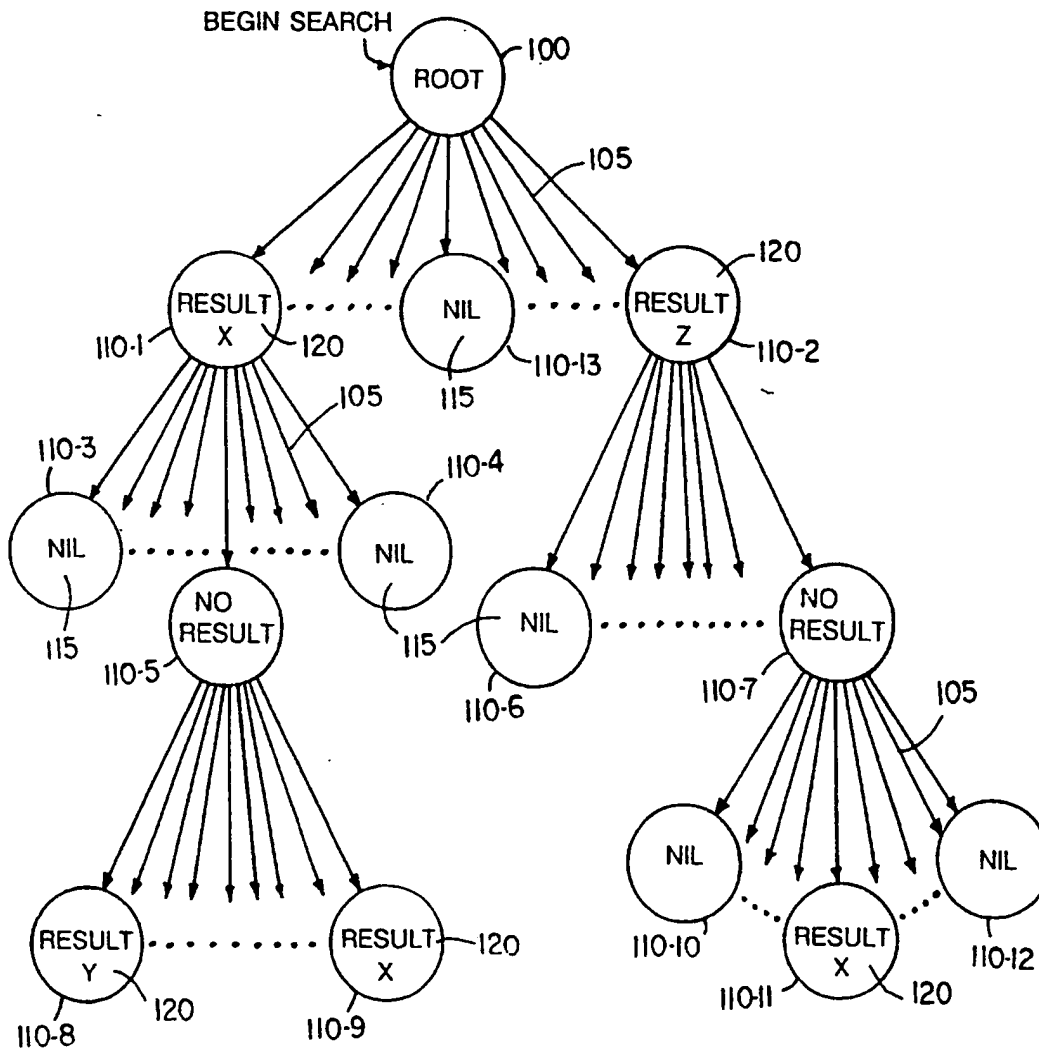 BEGIN SEARCH
100
ROOT
105
120
RESULT
X
NIL
RESULT
Z
110-1
120
115
110-13
110-2
105
110-3
110-4
NIL
NIL
NO
RESULT
NIL
NO
RESULT
115
115
110-5
110-6
110-7
105
NIL
NIL
RESULT
Y
RESULT
X
120
110-10
RESULT
X
110-12
110-8
120
110-9
110-11
120